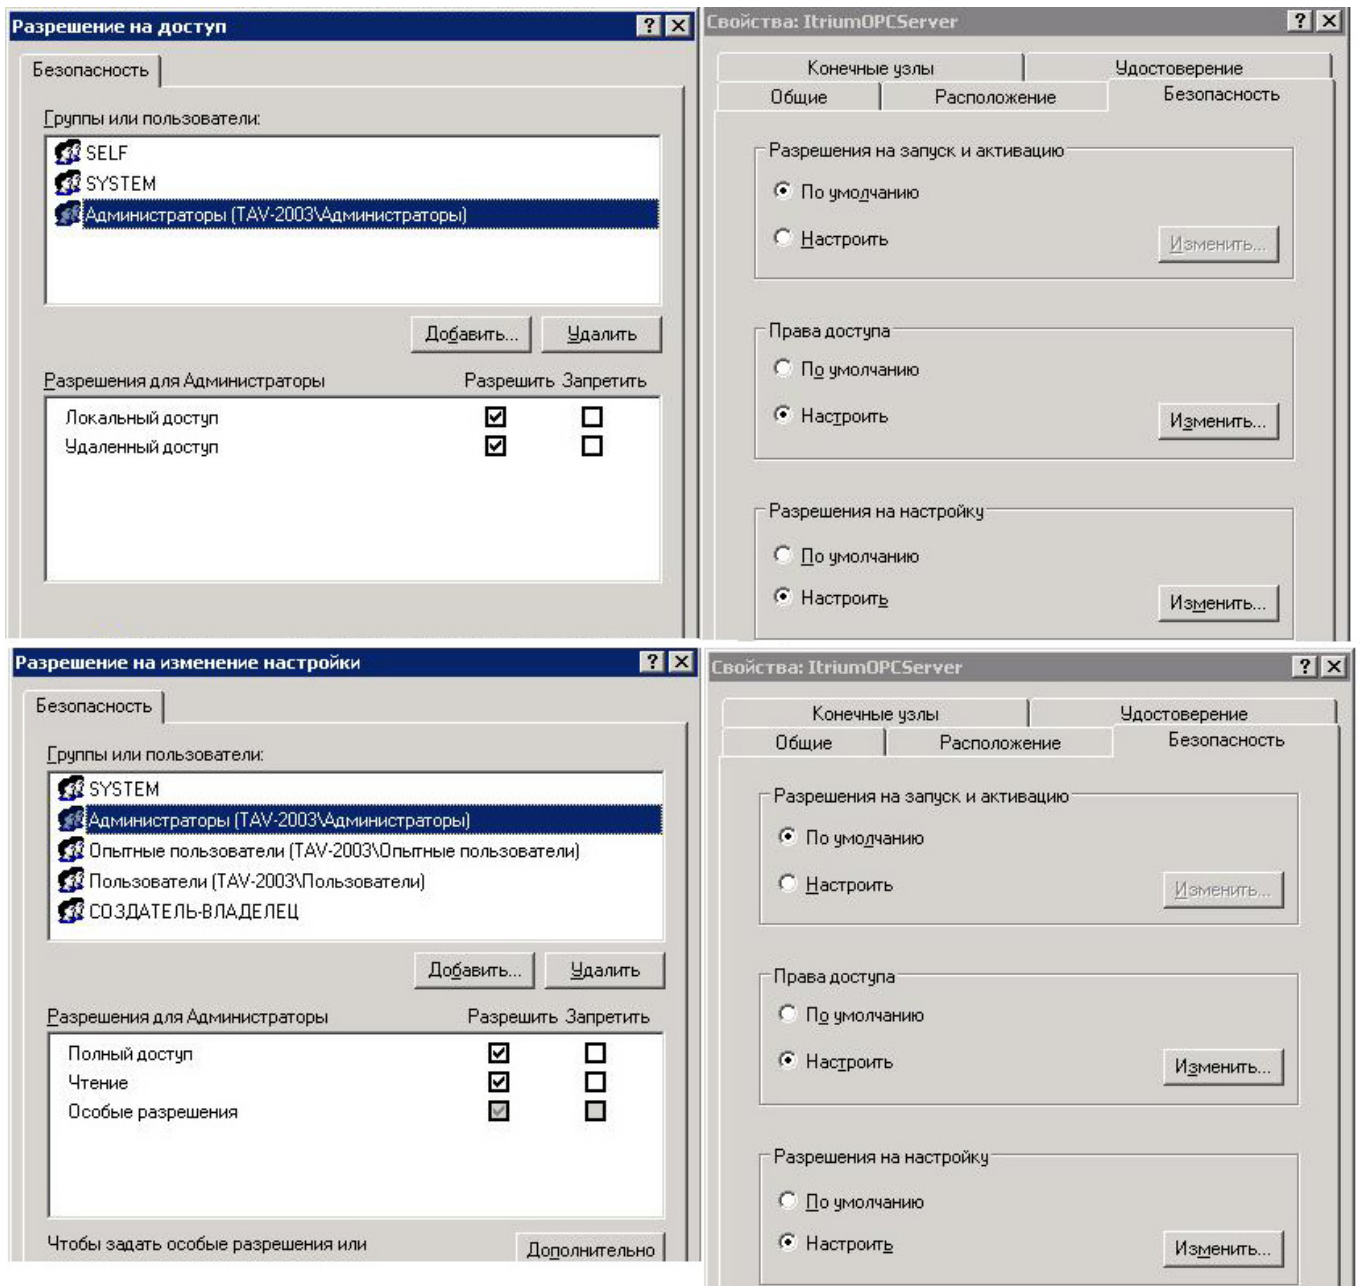 Разрешение на доступ
Безопасность
Группы или пользователи:
SELF
SYSTEM
Администраторы (TAV-2003\Администраторы)
Добавить... Удалить
Разрешения для Администраторы Разрешить Запретить
Локальный доступ
Удаленный доступ
Свойства: ItriumOPCServer
Конечные узлы Удостоверение
Общие Расположение Безопасность
Разрешения на запуск и активацию
По умолчанию
Настроить Изменить...
Права доступа
По умолчанию
Настроить Изменить...
Разрешения на настройку
По умолчанию
Настроить Изменить...
Разрешение на изменение настройки
Безопасность
Группы или пользователи:
SYSTEM
Администраторы (TAV-2003\Администраторы)
Опытные пользователи (TAV-2003\Опытные пользователи)
Пользователи (TAV-2003\Пользователи)
СОЗДАТЕЛЬ-ВЛАДЕЛЕЦ
Добавить... Удалить
Разрешения для Администраторы Разрешить Запретить
Полный доступ
Чтение
Особые разрешения
Чтобы задать особые разрешения или Дополнительно
Свойства: ItriumOPCServer
Конечные узлы Удостоверение
Общие Расположение Безопасность
Разрешения на запуск и активацию
По умолчанию
Настроить Изменить...
Права доступа
По умолчанию
Настроить Изменить...
Разрешения на настройку
По умолчанию
Настроить Изменить...